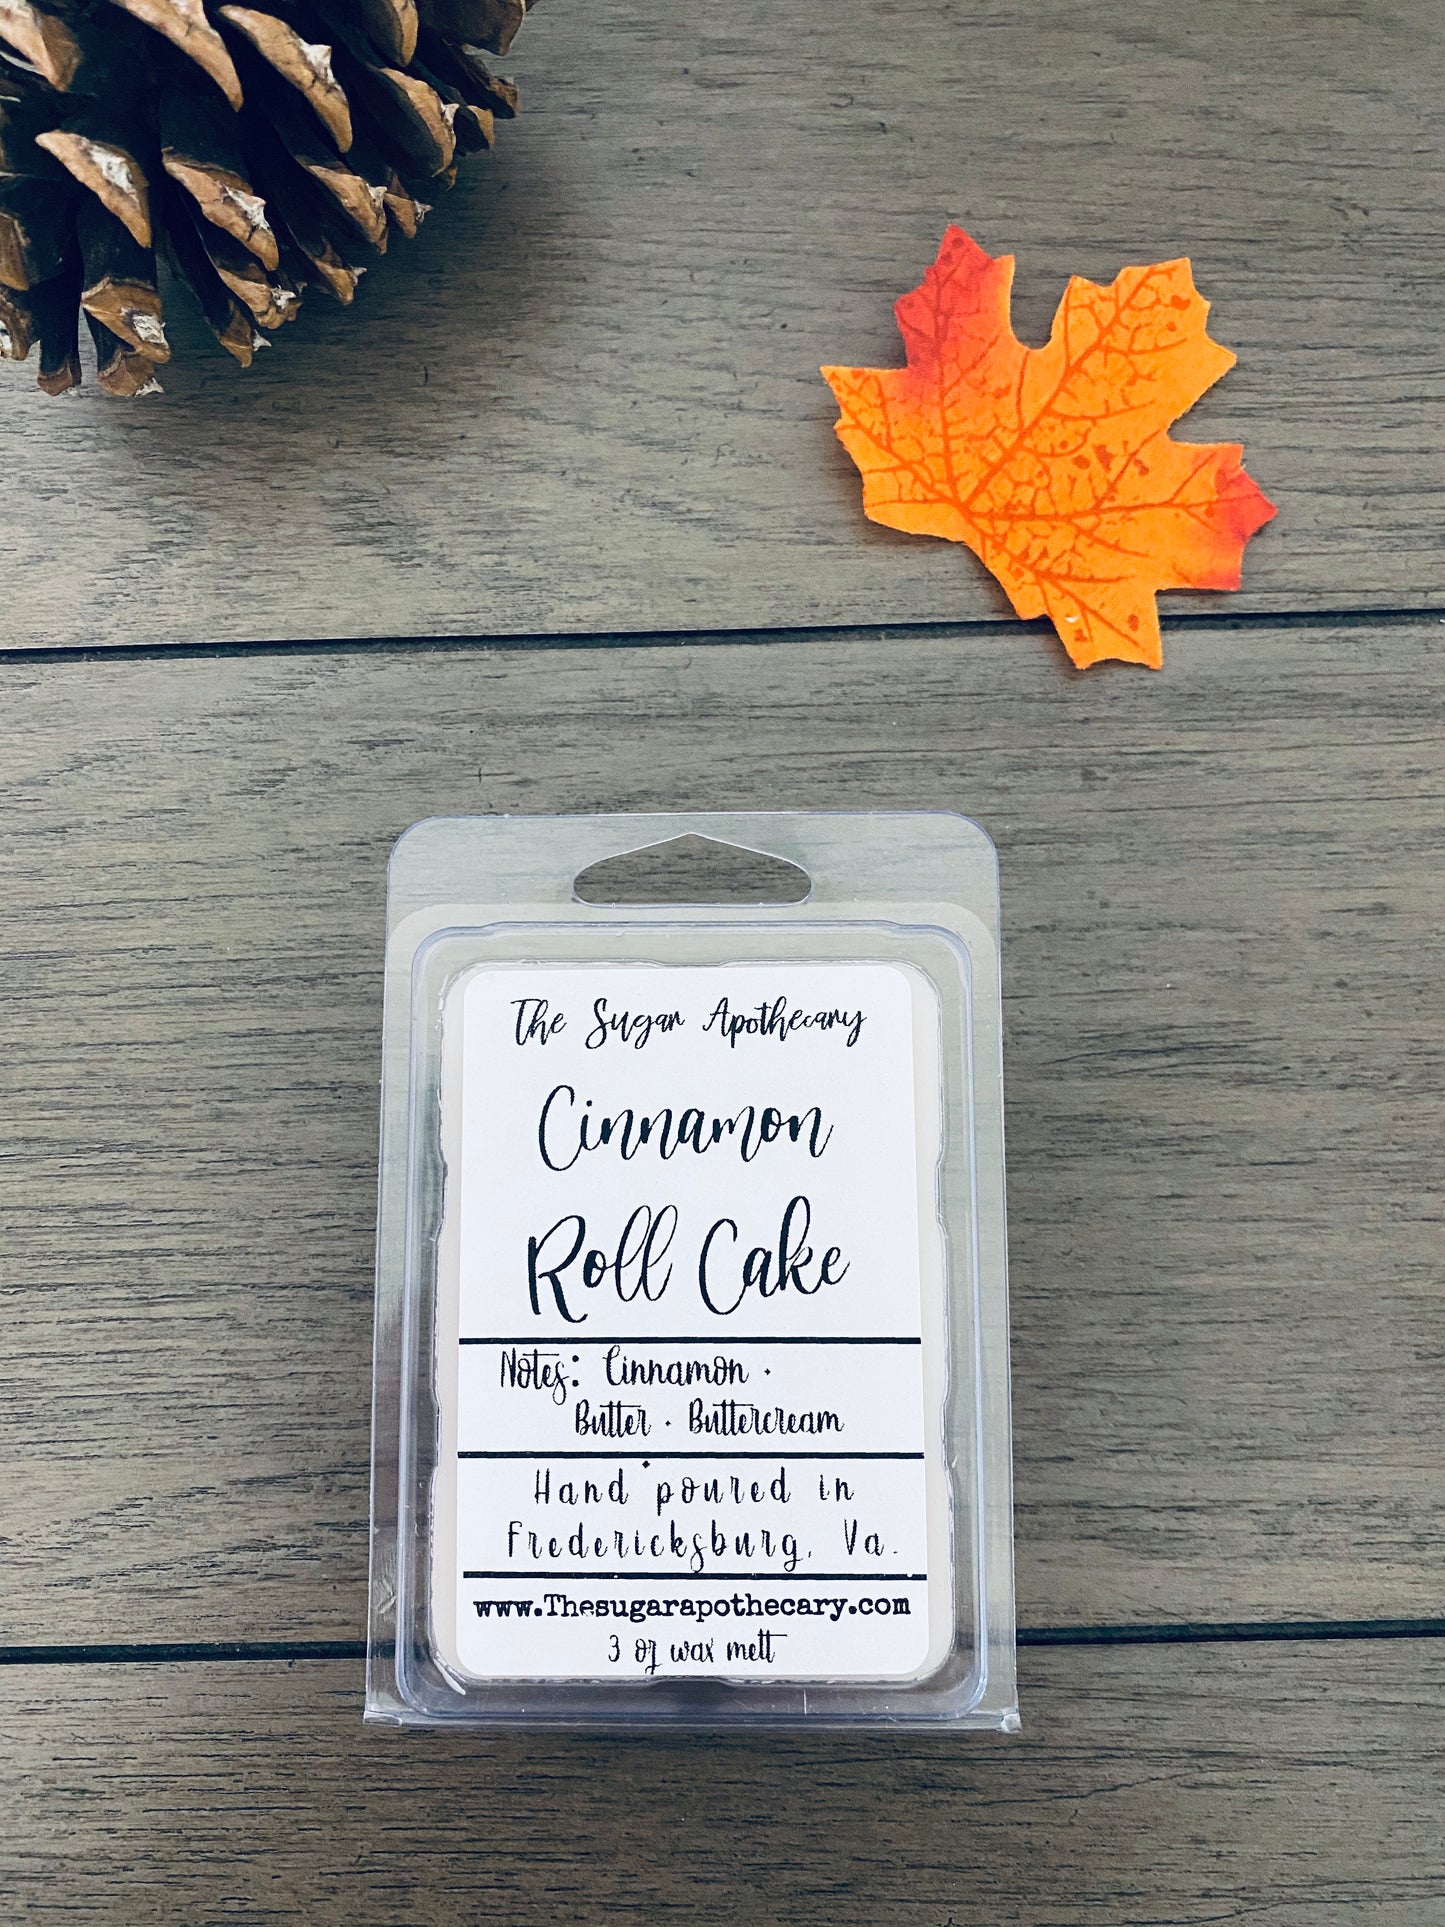 The Sugar Apothecary
Cinnamon
Roll Cake
Notes: Cinnamon •
Butter • Buttercream
Hand poured in
Fredericksburg, Va.
www.Thesugarapothecary.com
3 oz wax melt